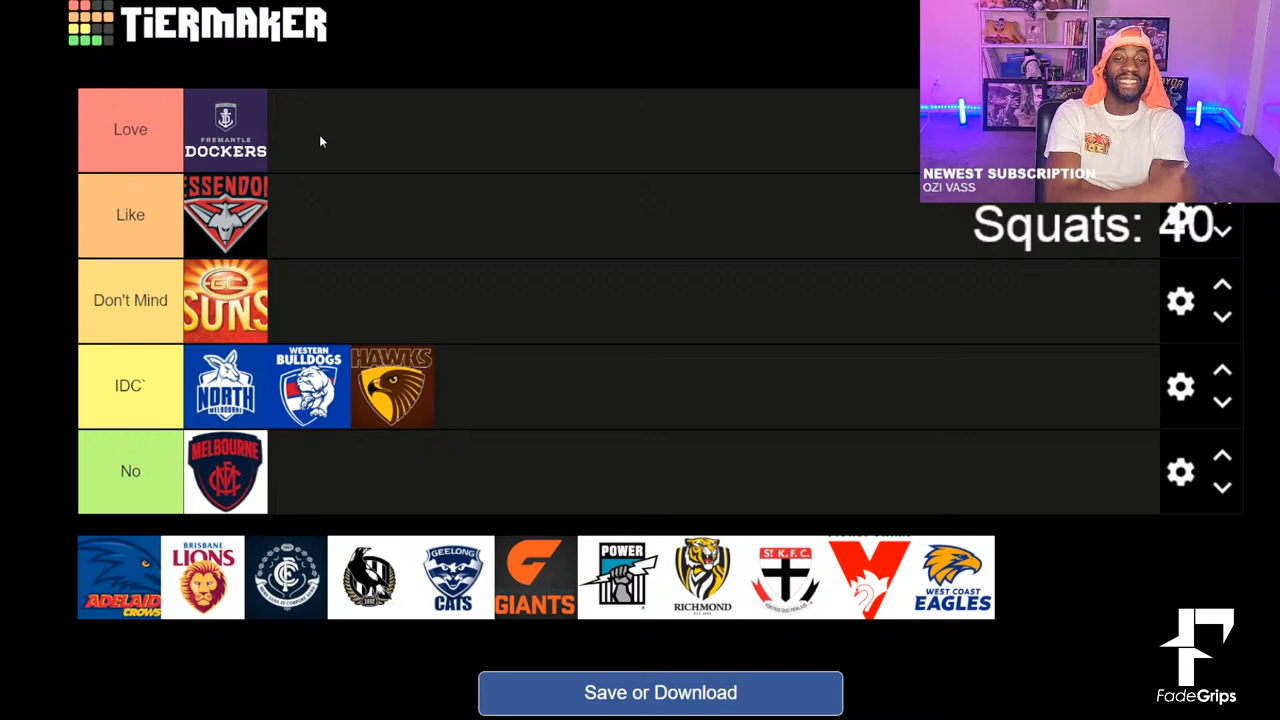 TiERMAKER
NEWEST SUBSCRIPTION
OZI VASS
Squats: 40
Love
FREMANTLE
DOCKERS
Like
ESSENDON
Don't Mind
GC
SUNS
IDC`
NORTH
MELBOURNE
WESTERN
BULLDOGS
HAWKS
No
MELBOURNE
ADELAID
CROWS
BRISBANE
LIONS
GEELONG
CATS
GIANTS
POWER
RICHMOND
ST K.F.C.
WEST COAST
EAGLES
Save or Download
FadeGrips